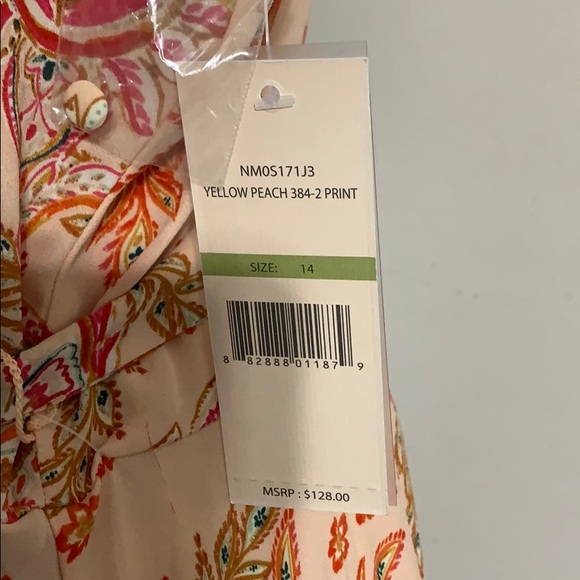 NM0S171J3
YELLOW PEACH 384-2 PRINT
SIZE: 14
8 82888 01187 9
MSRP : $128.00